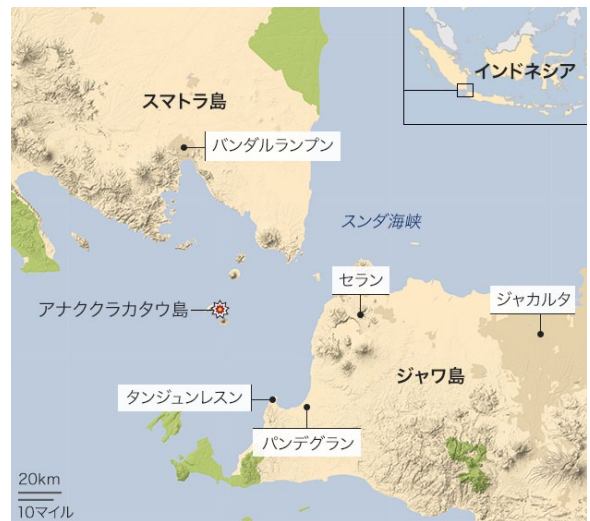 インドネシア
スマトラ島
バンダルランプン
スンダ海峡
セラン
ジャカルタ
アナククラカタウ島
ジャワ島
タンジュンレスン
パンデグラン
20km
10マイル